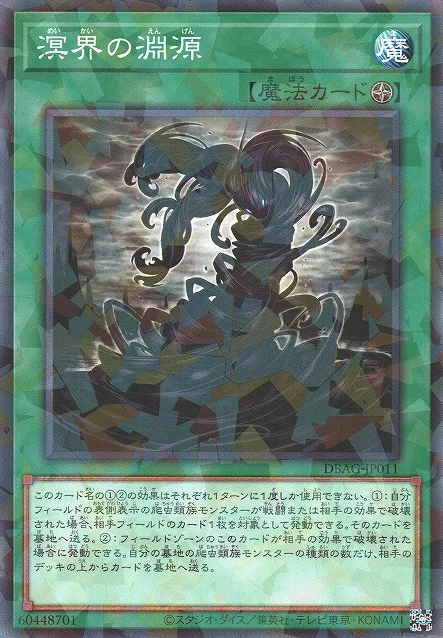 溟界の淵源
魔
【魔法カード】
DBAG-JP011
このカード名の①②の効果はそれぞれ1ターンに1度しか使用できない。①:自分
フィールドの表側表示の爬虫類族モンスターが戦闘または相手の効果で破壊
された場合、相手フィールドのカード1枚を対象として発動できる。そのカードを
墓地へ送る。②:フィールドゾーンのこのカードが相手の効果で破壊された
場合に発動できる。自分の墓地の爬虫類族モンスターの種類の数だけ、相手の
デッキの上からカードを墓地へ送る。
60448701
©スタジオ・ダイス/集英社・テレビ東京・KONAMI